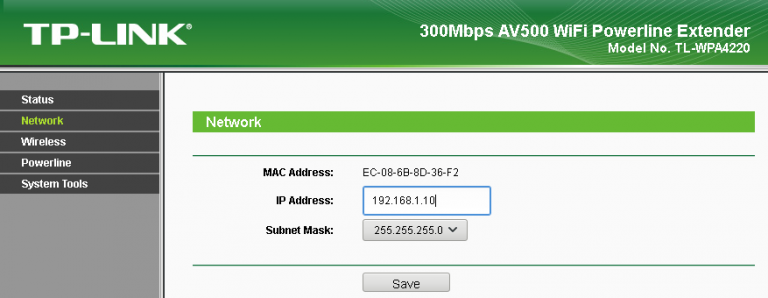 TP-LINK®
300Mbps AV500 WiFi Powerline Extender
Model No. TL-WPA4220
Status
Network
Wireless
Powerline
System Tools
Network
MAC Address: EC-08-6B-8D-36-F2
IP Address: 192.168.1.10
Subnet Mask: 255.255.255.0
Save